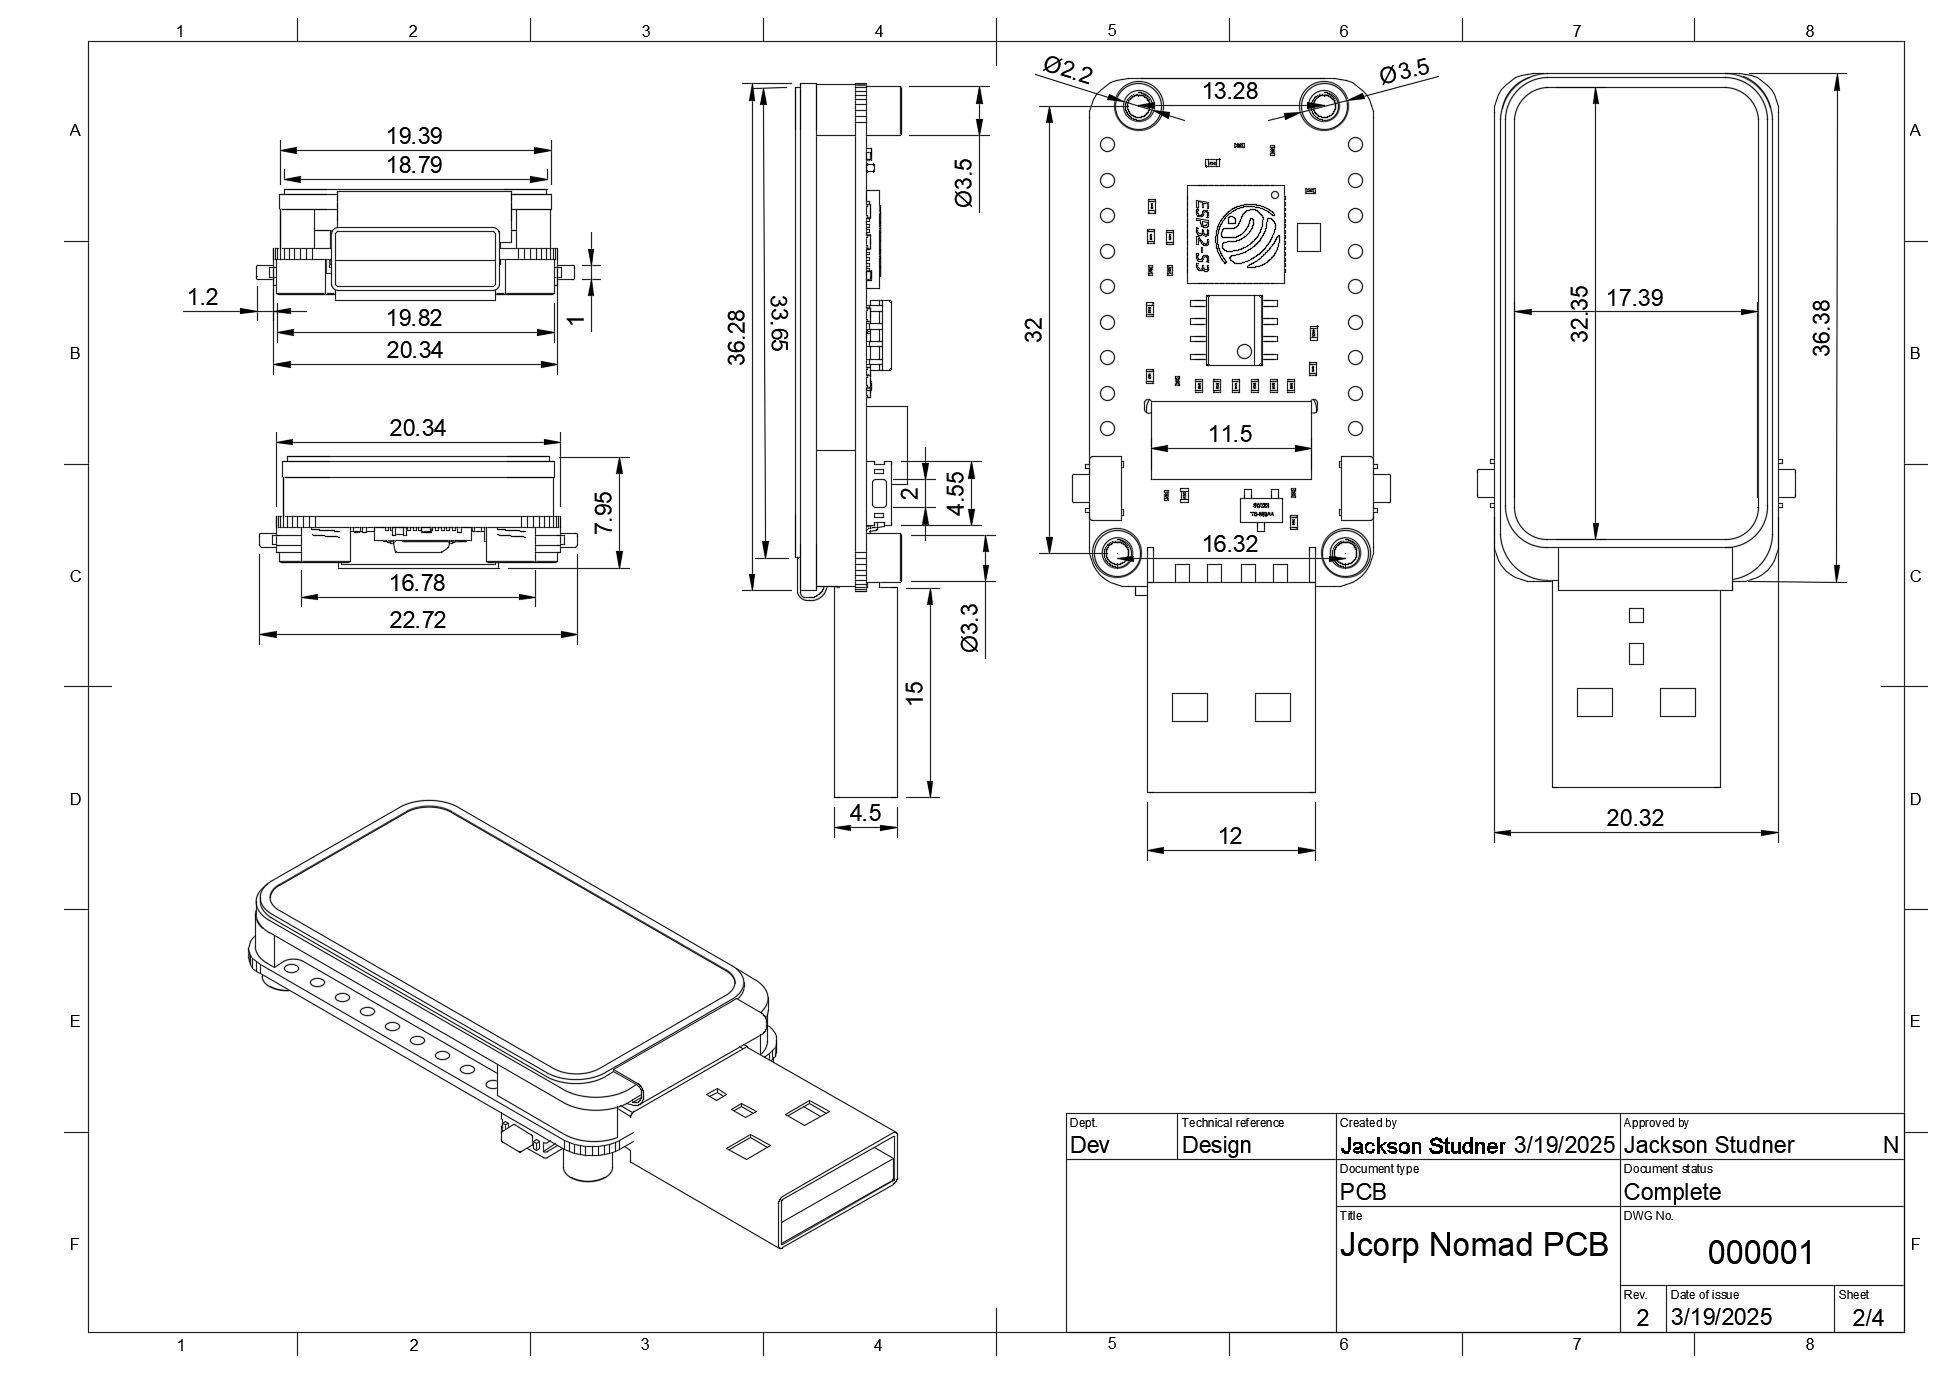 1 2 3 4 5 6 7 8
A
B
C
D
E
F
A
B
C
D
E
F
19.39
18.79
1.2
19.82
20.34
1
20.34
7.95
16.78
22.72
36.28
33.65
Ø3.5
2
4.55
Ø3.3
15
4.5
Ø2.2
13.28
Ø3.5
32
ESP32-S3
11.5
16.32
12
32.35
17.39
36.38
20.32
Dept.
Dev
Technical reference
Design
Created by
Jackson Studner 3/19/2025
Approved by
Jackson Studner N
Document type
PCB
Document status
Complete
Title
Jcorp Nomad PCB
DWG No.
000001
Rev.
2
Date of issue
3/19/2025
Sheet
2/4
1 2 3 4 5 6 7 8